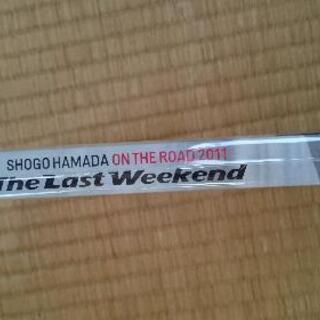 SHOGO HAMADA ON THE ROAD 2011
The Last Weekend